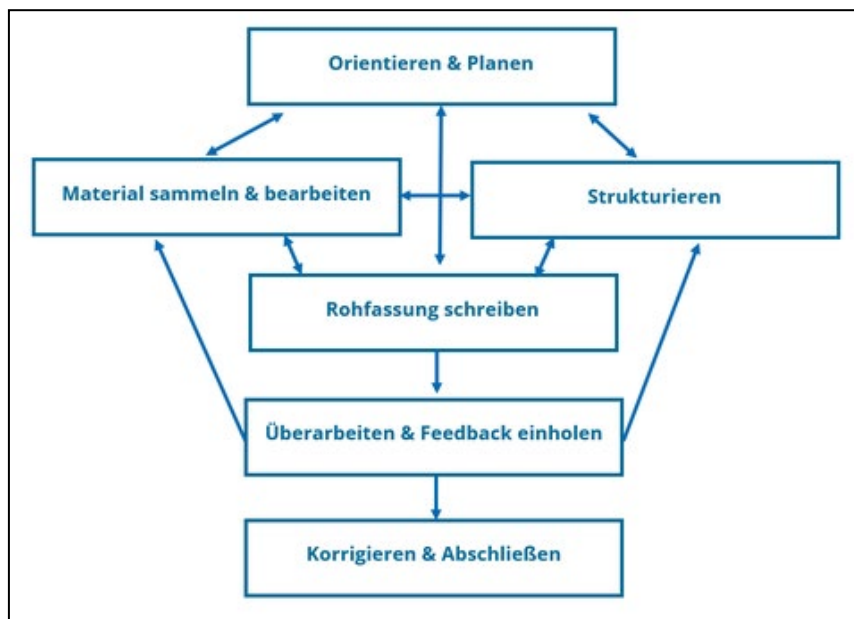 Orientieren & Planen
Material sammeln & bearbeiten
Strukturieren
Rohfassung schreiben
Überarbeiten & Feedback einholen
Korrigieren & Abschließen